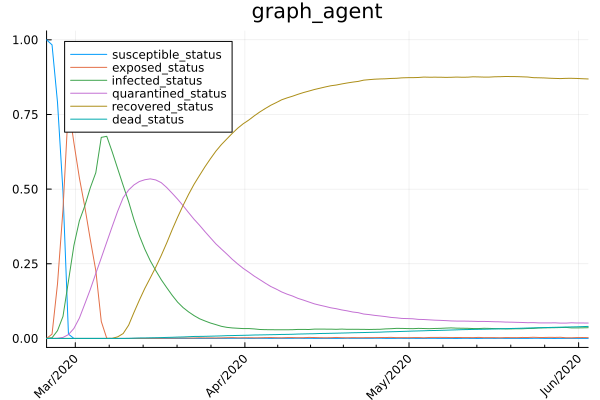 graph_agent
1.00
0.75
0.50
0.25
0.00
susceptible_status
exposed_status
infected_status
quarantined_status
recovered_status
dead_status
Mar/2020
Apr/2020
May/2020
Jun/2020